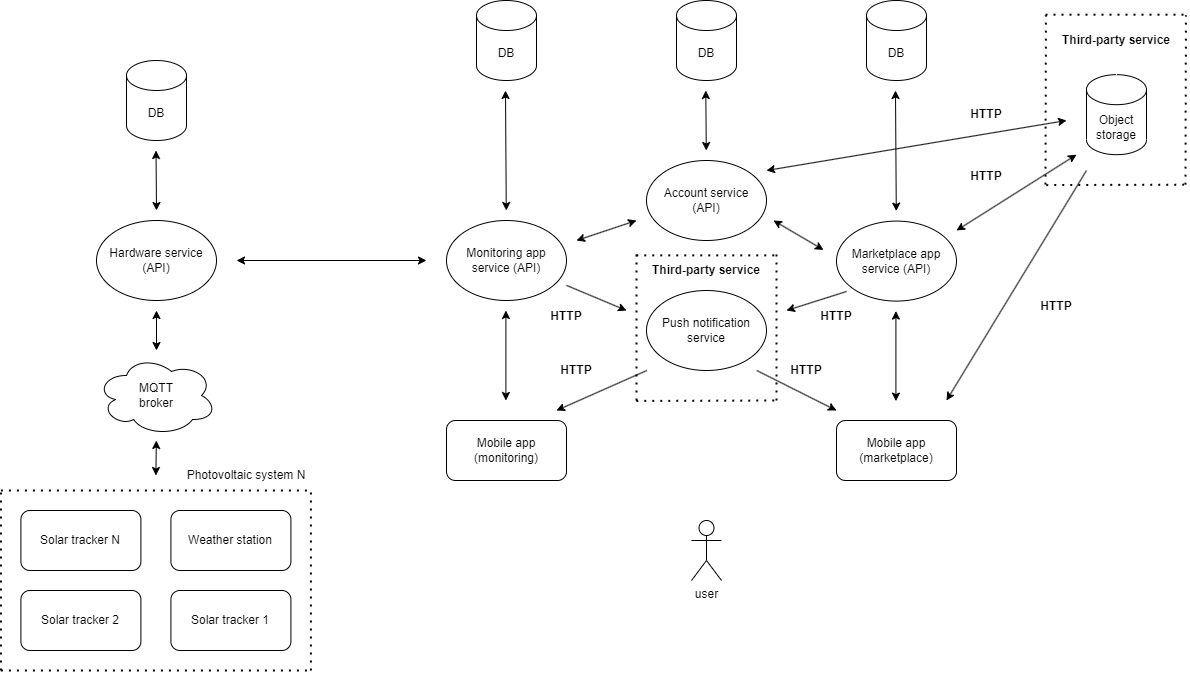 DB
DB
DB
DB
Third-party service
Object
storage
HTTP
HTTP
HTTP
Account service
(API)
Hardware service
(API)
Monitoring app
service (API)
Marketplace app
service (API)
Third-party service
Push notification
service
HTTP
HTTP
HTTP
HTTP
MQTT
broker
Mobile app
(monitoring)
Mobile app
(marketplace)
Photovoltaic system N
Solar tracker N
Weather station
Solar tracker 2
Solar tracker 1
user